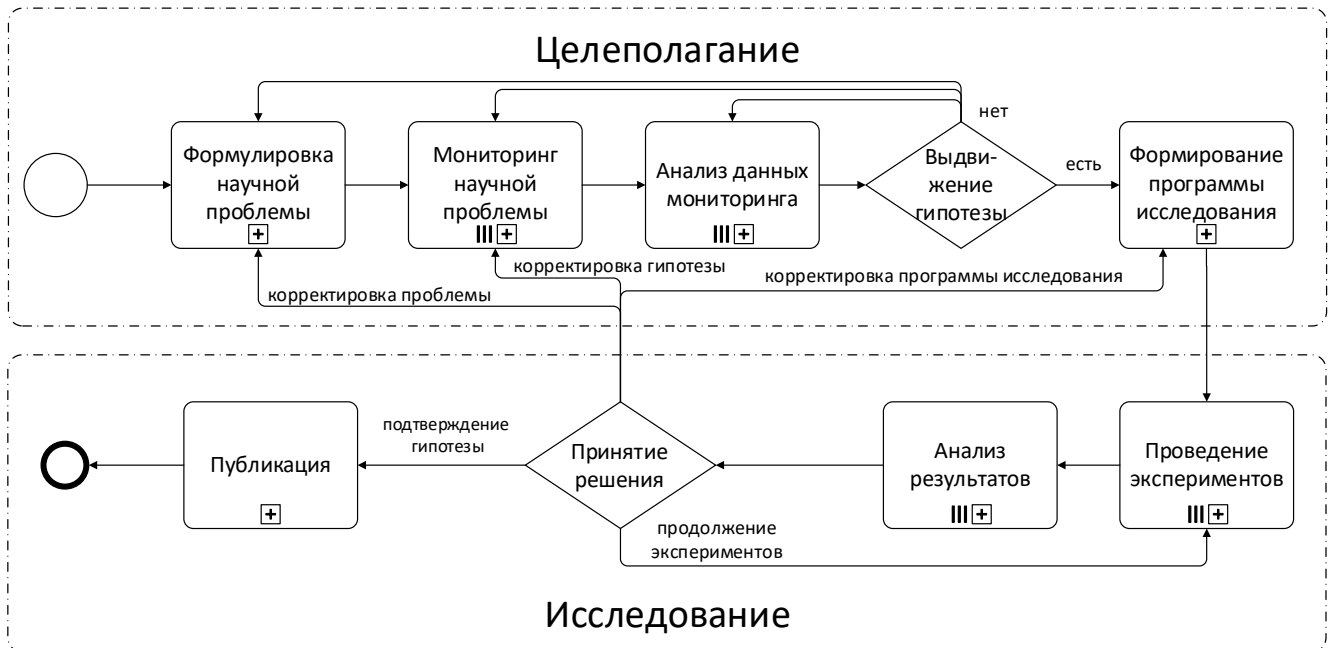 Целеполагание
нет
Формулировка
научной
проблемы
Мониторинг
научной
проблемы
Анализ данных
мониторинга
Выдви-
жение
гипотезы
есть
Формирование
программы
исследования
корректировка гипотезы
корректировка программы исследования
корректировка проблемы
Публикация
подтверждение
гипотезы
Принятие
решения
Анализ
результатов
Проведение
экспериментов
продолжение
экспериментов
Исследование